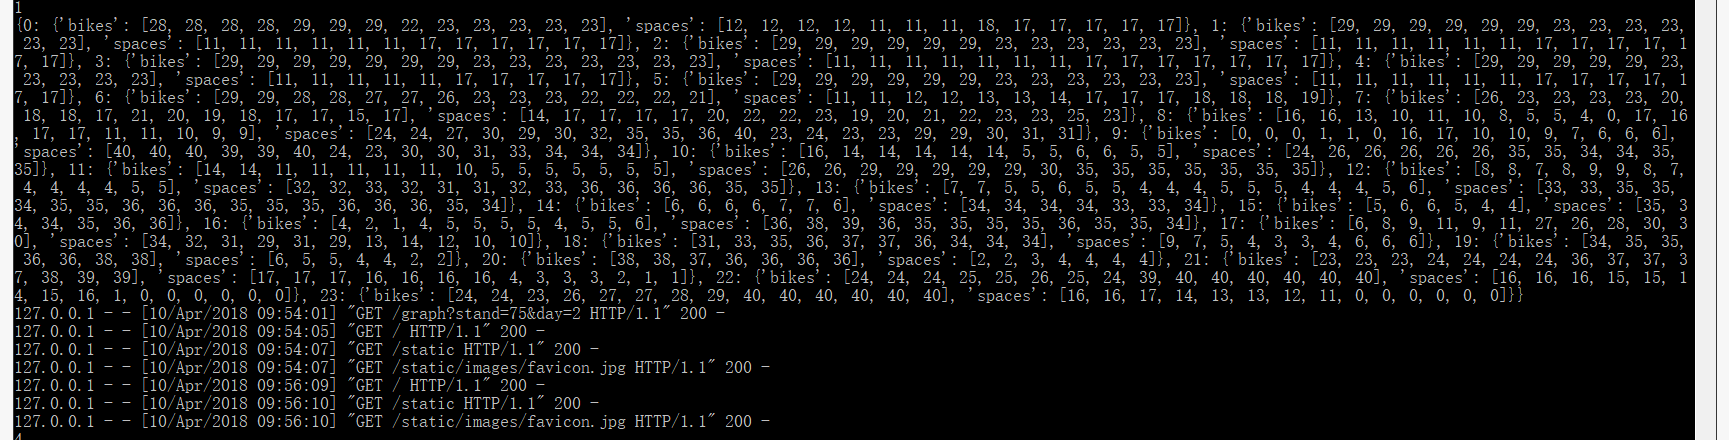 1
{0: {'bikes': [28, 28, 28, 28, 29, 29, 29, 22, 23, 23, 23, 23, 23], 'spaces': [12, 12, 12, 12, 11, 11, 11, 18, 17, 17, 17, 17, 17]}, 1: {'bikes': [29, 29, 29, 29, 29, 29, 23, 23, 23, 23,
 23, 23], 'spaces': [11, 11, 11, 11, 11, 11, 17, 17, 17, 17, 17, 17]}, 2: {'bikes': [29, 29, 29, 29, 29, 29, 23, 23, 23, 23, 23, 23], 'spaces': [11, 11, 11, 11, 11, 11, 17, 17, 17, 17, 1
7, 17]}, 3: {'bikes': [29, 29, 29, 29, 29, 29, 29, 23, 23, 23, 23, 23, 23, 23], 'spaces': [11, 11, 11, 11, 11, 11, 11, 17, 17, 17, 17, 17, 17, 17]}, 4: {'bikes': [29, 29, 29, 29, 29, 23,
 23, 23, 23, 23], 'spaces': [11, 11, 11, 11, 11, 17, 17, 17, 17, 17]}, 5: {'bikes': [29, 29, 29, 29, 29, 29, 23, 23, 23, 23, 23, 23], 'spaces': [11, 11, 11, 11, 11, 11, 17, 17, 17, 17, 1
7, 17]}, 6: {'bikes': [29, 29, 28, 28, 27, 27, 26, 23, 23, 23, 22, 22, 22, 21], 'spaces': [11, 11, 12, 12, 13, 13, 14, 17, 17, 17, 18, 18, 18, 19]}, 7: {'bikes': [26, 23, 23, 23, 23, 20,
 18, 18, 17, 21, 20, 19, 18, 17, 17, 15, 17], 'spaces': [14, 17, 17, 17, 17, 20, 22, 22, 23, 19, 20, 21, 22, 23, 23, 25, 23]}, 8: {'bikes': [16, 16, 13, 10, 11, 10, 8, 5, 5, 4, 0, 17, 16
, 17, 17, 11, 11, 10, 9, 9], 'spaces': [24, 24, 27, 30, 29, 30, 32, 35, 35, 36, 40, 23, 24, 23, 23, 29, 29, 30, 31, 31]}, 9: {'bikes': [0, 0, 0, 1, 1, 0, 16, 17, 10, 10, 9, 7, 6, 6, 6],
'spaces': [40, 40, 40, 39, 39, 40, 24, 23, 30, 30, 31, 33, 34, 34, 34]}, 10: {'bikes': [16, 14, 14, 14, 14, 14, 5, 5, 6, 6, 5, 5], 'spaces': [24, 26, 26, 26, 26, 26, 35, 35, 34, 34, 35,
35]}, 11: {'bikes': [14, 14, 11, 11, 11, 11, 11, 10, 5, 5, 5, 5, 5, 5, 5], 'spaces': [26, 26, 29, 29, 29, 29, 29, 30, 35, 35, 35, 35, 35, 35, 35]}, 12: {'bikes': [8, 8, 7, 8, 9, 9, 8, 7,
 4, 4, 4, 4, 5, 5], 'spaces': [32, 32, 33, 32, 31, 31, 32, 33, 36, 36, 36, 36, 35, 35]}, 13: {'bikes': [7, 7, 5, 5, 6, 5, 5, 4, 4, 4, 5, 5, 5, 4, 4, 4, 5, 6], 'spaces': [33, 33, 35, 35,
34, 35, 35, 36, 36, 36, 35, 35, 35, 36, 36, 36, 35, 34]}, 14: {'bikes': [6, 6, 6, 6, 7, 7, 6], 'spaces': [34, 34, 34, 34, 33, 33, 34]}, 15: {'bikes': [5, 6, 6, 5, 4, 4], 'spaces': [35, 3
4, 34, 35, 36, 36]}, 16: {'bikes': [4, 2, 1, 4, 5, 5, 5, 5, 4, 5, 5, 6], 'spaces': [36, 38, 39, 36, 35, 35, 35, 35, 36, 35, 35, 34]}, 17: {'bikes': [6, 8, 9, 11, 9, 11, 27, 26, 28, 30, 3
0], 'spaces': [34, 32, 31, 29, 31, 29, 13, 14, 12, 10, 10]}, 18: {'bikes': [31, 33, 35, 36, 37, 37, 36, 34, 34, 34], 'spaces': [9, 7, 5, 4, 3, 3, 4, 6, 6, 6]}, 19: {'bikes': [34, 35, 35,
 36, 36, 38, 38], 'spaces': [6, 5, 5, 4, 4, 2, 2]}, 20: {'bikes': [38, 38, 37, 36, 36, 36, 36], 'spaces': [2, 2, 3, 4, 4, 4, 4]}, 21: {'bikes': [23, 23, 23, 24, 24, 24, 24, 36, 37, 37, 3
7, 38, 39, 39], 'spaces': [17, 17, 17, 16, 16, 16, 16, 4, 3, 3, 3, 2, 1, 1]}, 22: {'bikes': [24, 24, 24, 25, 25, 26, 25, 24, 39, 40, 40, 40, 40, 40, 40], 'spaces': [16, 16, 16, 15, 15, 1
4, 15, 16, 1, 0, 0, 0, 0, 0, 0]}, 23: {'bikes': [24, 24, 23, 26, 27, 27, 28, 29, 40, 40, 40, 40, 40, 40], 'spaces': [16, 16, 17, 14, 13, 13, 12, 11, 0, 0, 0, 0, 0, 0]}}
127.0.0.1 - - [10/Apr/2018 09:54:01] "GET /graph?stand=75&day=2 HTTP/1.1" 200 -
127.0.0.1 - - [10/Apr/2018 09:54:05] "GET / HTTP/1.1" 200 -
127.0.0.1 - - [10/Apr/2018 09:54:07] "GET /static HTTP/1.1" 200 -
127.0.0.1 - - [10/Apr/2018 09:54:07] "GET /static/images/favicon.jpg HTTP/1.1" 200 -
127.0.0.1 - - [10/Apr/2018 09:56:09] "GET / HTTP/1.1" 200 -
127.0.0.1 - - [10/Apr/2018 09:56:10] "GET /static HTTP/1.1" 200 -
127.0.0.1 - - [10/Apr/2018 09:56:10] "GET /static/images/favicon.jpg HTTP/1.1" 200 -